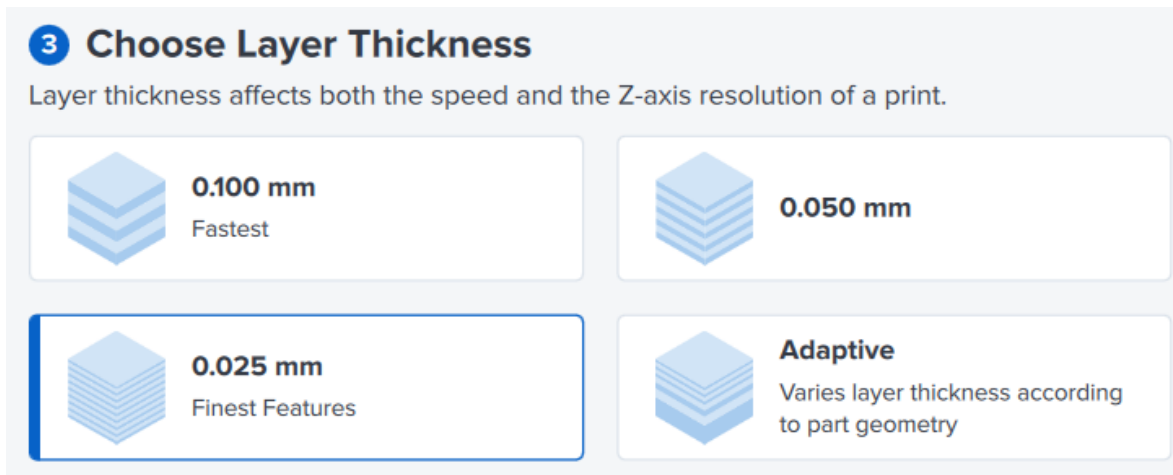 3 Choose Layer Thickness
Layer thickness affects both the speed and the Z-axis resolution of a print.
0.100 mm
Fastest
0.050 mm
0.025 mm
Finest Features
Adaptive
Varies layer thickness according
to part geometry